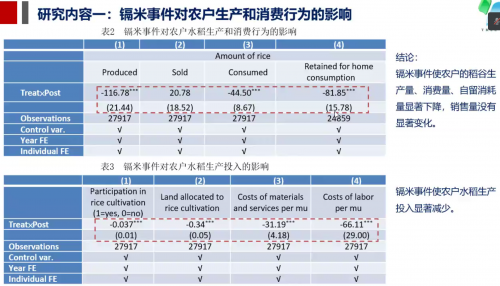 研究内容一：镉米事件对农户生产和消费行为的影响
表2 镉米事件对农户水稻生产和消费行为的影响
(1) (2) (3) (4)
Amount of rice
Produced Sold Consumed Retained for home consumption
Treat×Post -116.78*** 20.78 -44.50*** -81.85***
(21.44) (18.52) (8.67) (15.78)
Observations 27917 27917 27917 24859
Control var. √ √ √ √
Year FE √ √ √ √
Individual FE √ √ √ √
结论：
镉米事件使农户的稻谷生
产量、消费量、自留消耗
量显著下降，销售量没有
显著变化。
表3 镉米事件对农户水稻生产投入的影响
(1) (2) (3) (4)
Participation in rice cultivation (1=yes, 0=no) Land allocated to rice cultivation Costs of materials and services per mu Costs of labor per mu
Treat×Post -0.037*** -0.34*** -31.19*** -66.11***
(0.01) (0.05) (4.18) (29.00)
Observations 27917 27917 27917 27917
Control var. √ √ √ √
Year FE √ √ √ √
Individual FE √ √ √ √
镉米事件使农户水稻生产
投入显著减少。